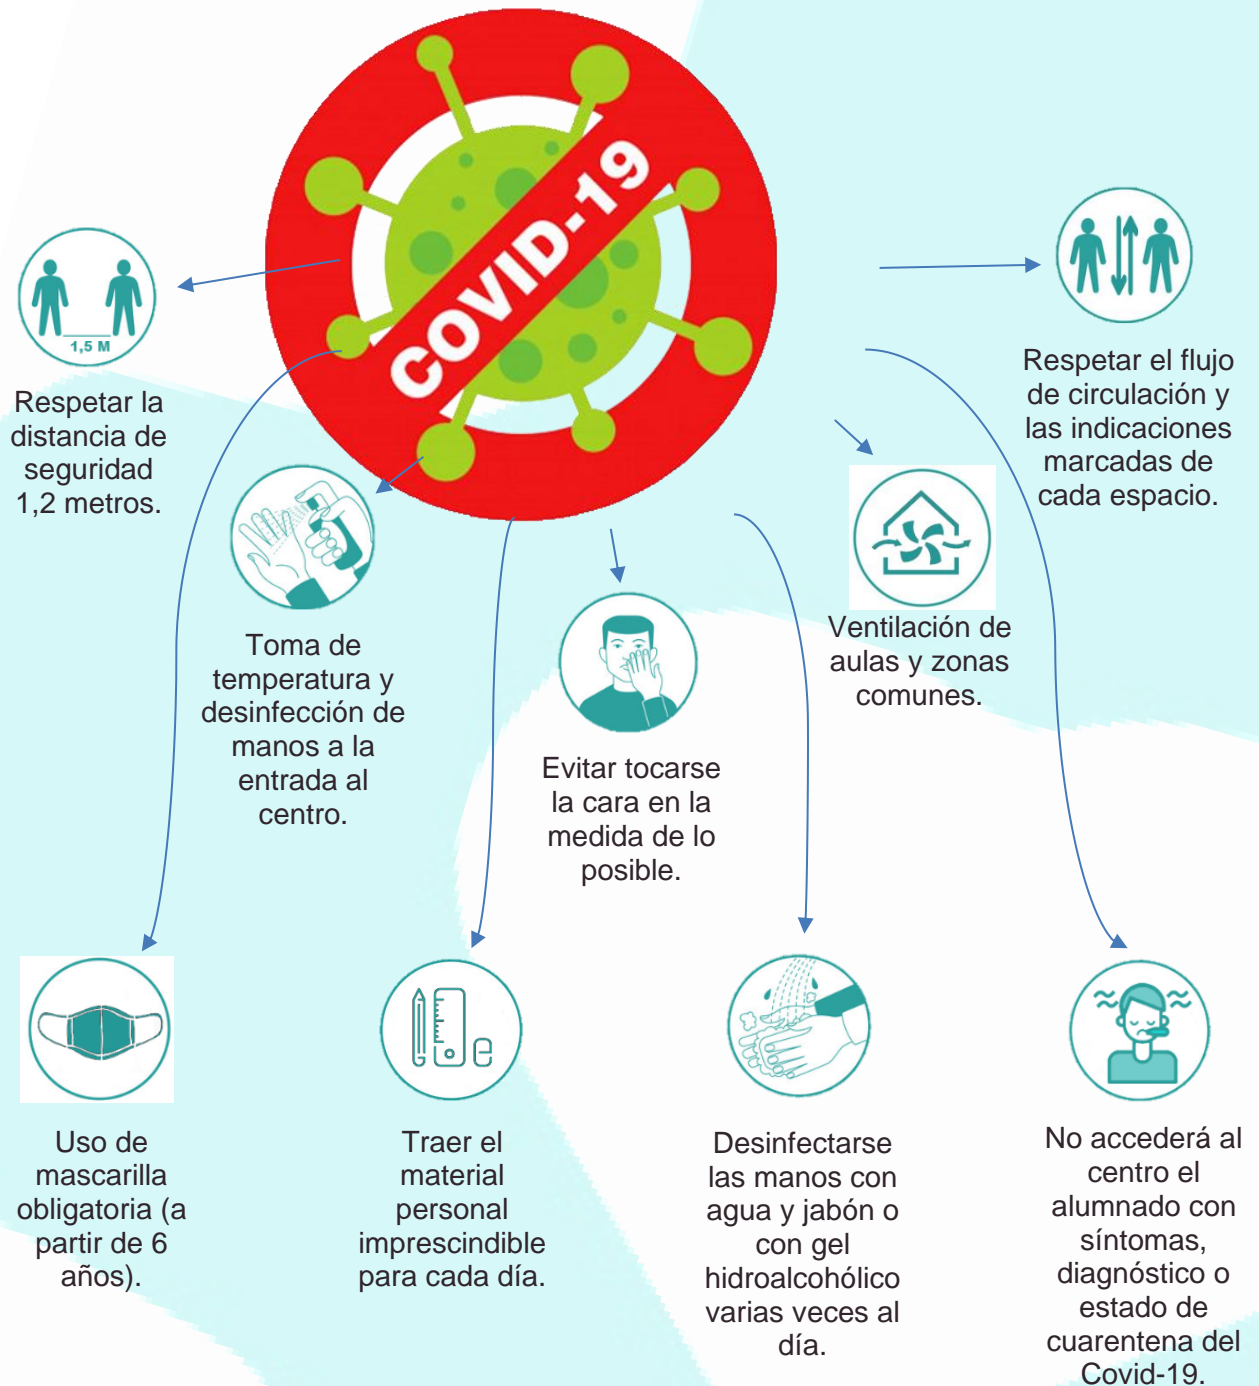 COVID-19
1,5 M
Respetar la
distancia de
seguridad
1,2 metros.
Respetar el flujo
de circulación y
las indicaciones
marcadas de
cada espacio.
Toma de
temperatura y
desinfección de
manos a la
entrada al
centro.
Evitar tocarse
la cara en la
medida de lo
posible.
Ventilación de
aulas y zonas
comunes.
Uso de
mascarilla
obligatoria (a
partir de 6
años).
Traer el
material
personal
imprescindible
para cada día.
Desinfectarse
las manos con
agua y jabón o
con gel
hidroalcohólico
varias veces al
día.
No accederá al
centro el
alumnado con
síntomas,
diagnóstico o
estado de
cuarentena del
Covid-19.